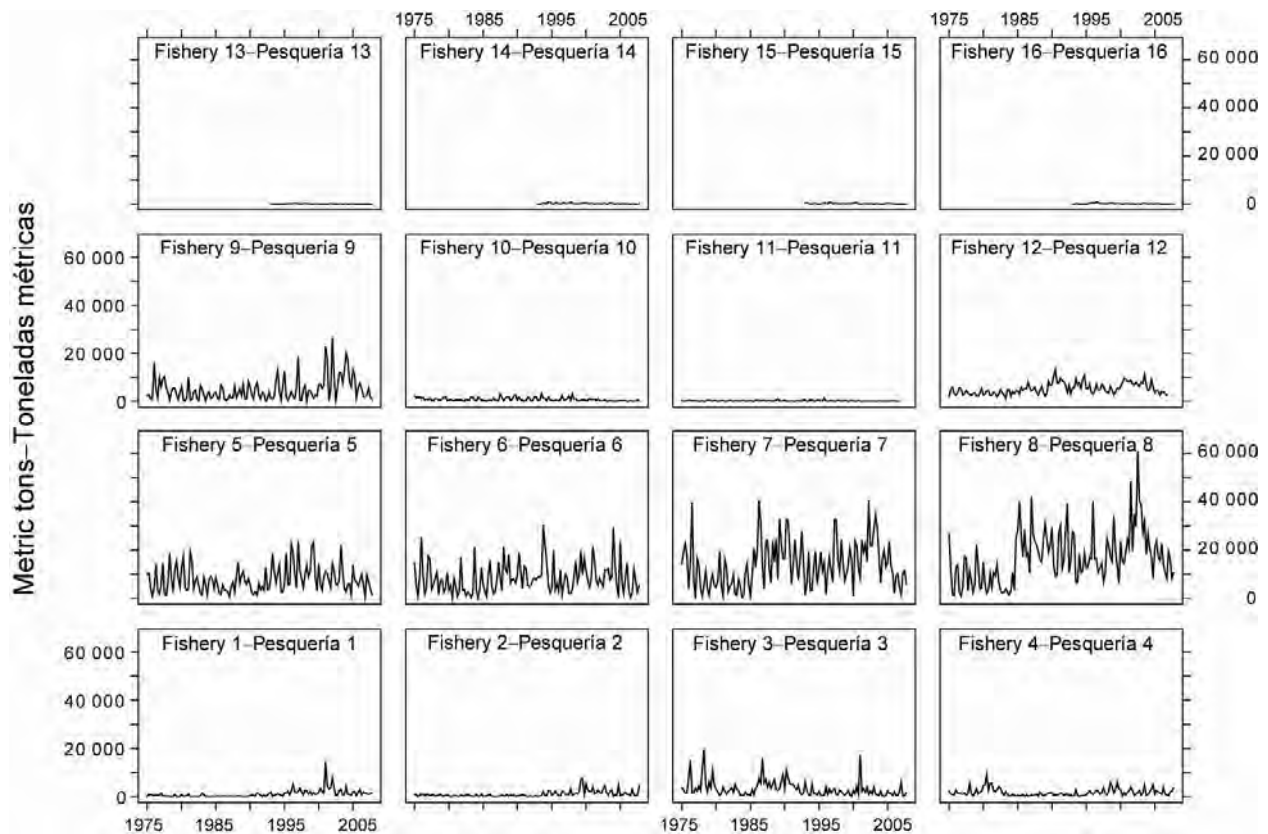 1975 1985 1995 2005 1975 1985 1995 2005
Fishery 13–Pesquería 13 Fishery 14–Pesquería 14 Fishery 15–Pesquería 15 Fishery 16–Pesquería 16
60 000
40 000
20 000
0
Metric tons–Toneladas métricas
Fishery 9–Pesquería 9 Fishery 10–Pesquería 10 Fishery 11–Pesquería 11 Fishery 12–Pesquería 12
60 000
40 000
20 000
0
Fishery 5–Pesquería 5 Fishery 6–Pesquería 6 Fishery 7–Pesquería 7 Fishery 8–Pesquería 8
60 000
40 000
20 000
0
Fishery 1–Pesquería 1 Fishery 2–Pesquería 2 Fishery 3–Pesquería 3 Fishery 4–Pesquería 4
60 000
40 000
20 000
0
1975 1985 1995 2005 1975 1985 1995 2005